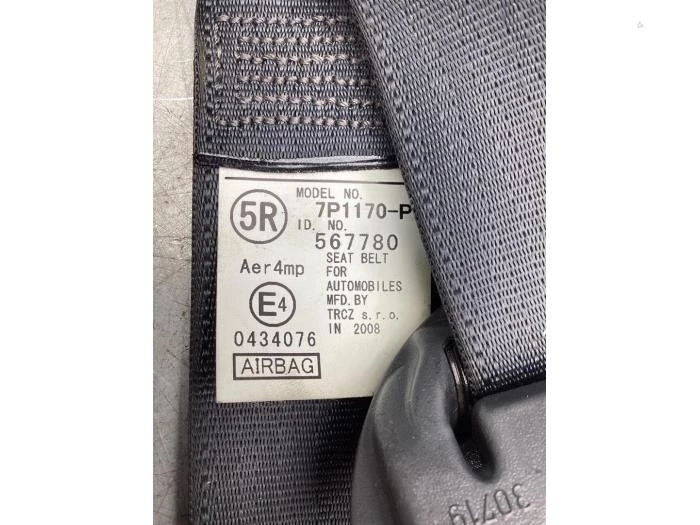 5R
MODEL NO.
7P1170-P
ID. NO.
567780
Aer4mp
SEAT BELT
FOR
AUTOMOBILES
MFD. BY
TRCZ s.r.o.
IN 2008
E4
0434076
AIRBAG
30719